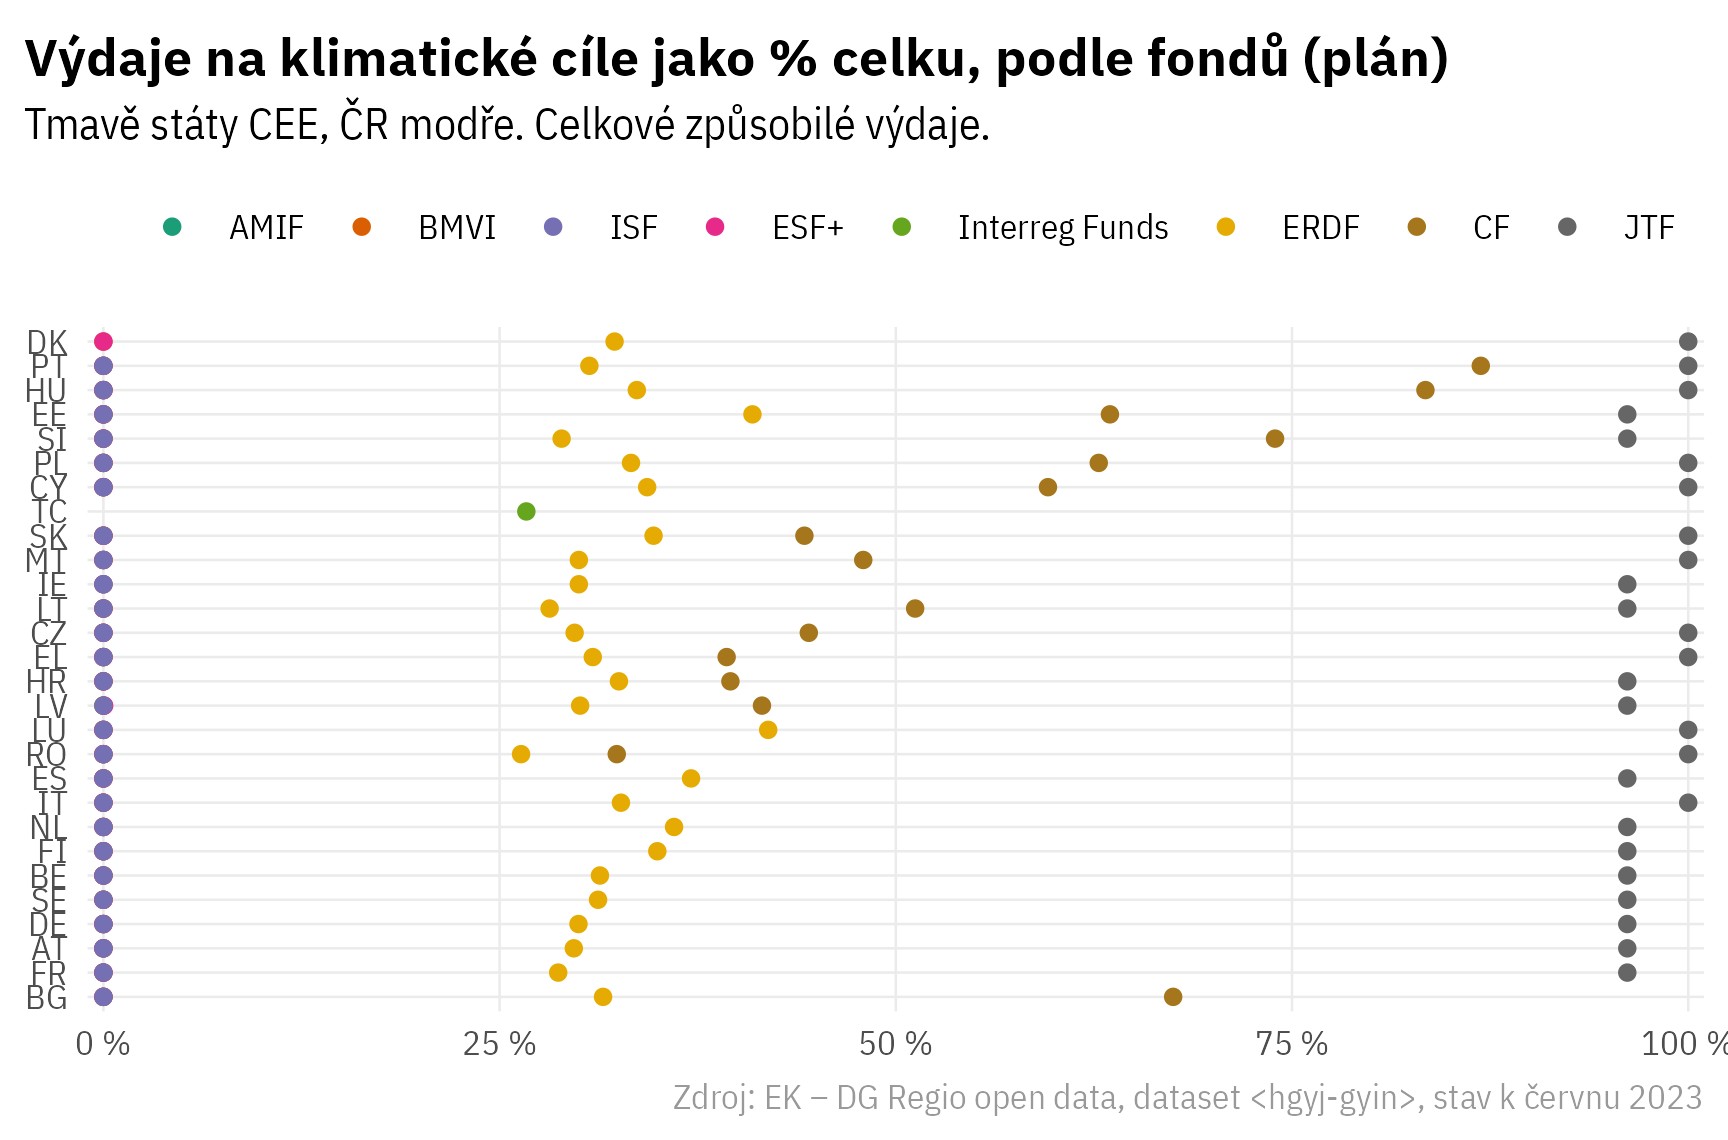 Výdaje na klimatické cíle jako % celku, podle fondů (plán)
Tmavě státy CEE, ČR modře. Celkové způsobilé výdaje.
AMIF BMVI ISF ESF+ Interreg Funds ERDF CF JTF
DK
PT
HU
EE
SI
PL
CY
TC
SK
MT
IE
LT
CZ
EL
HR
LV
LU
RO
ES
IT
NL
FI
BE
SE
DE
AT
FR
BG
0 % 25 % 50 % 75 % 100 %
Zdroj: EK – DG Regio open data, dataset <hgyj-gyin>, stav k červnu 2023